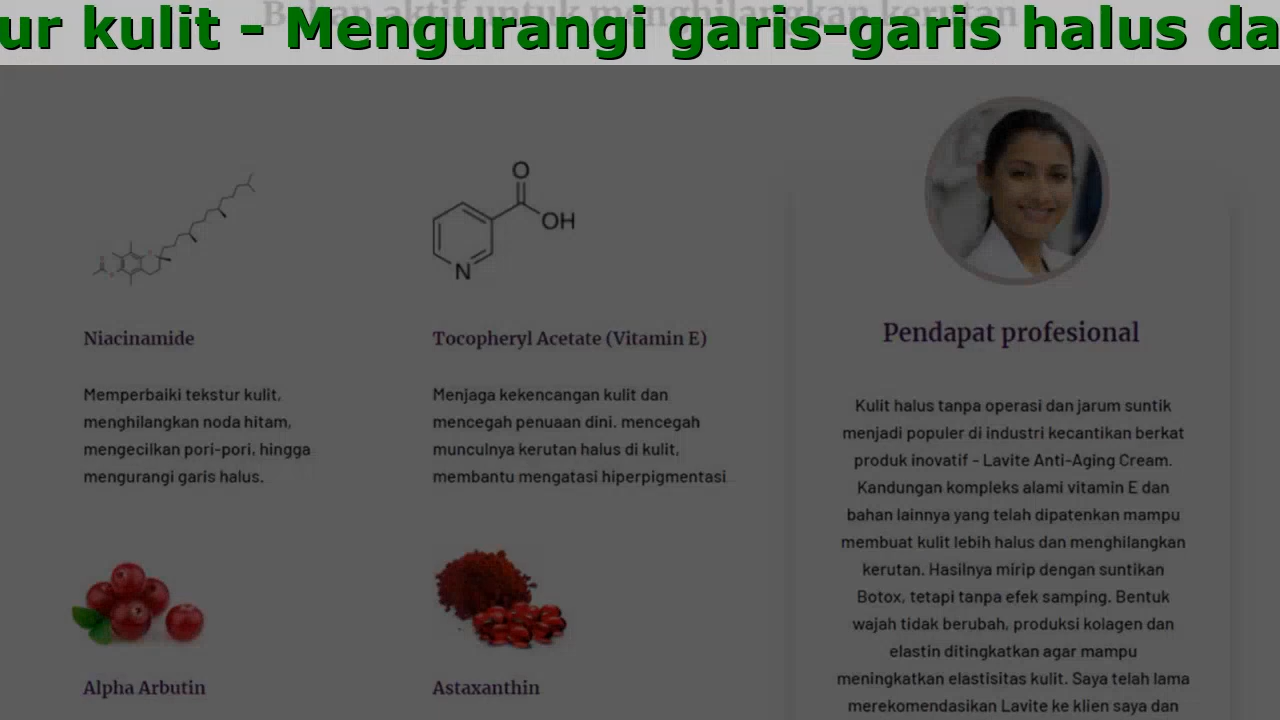 Bahan aktif untuk menghilangkan kerutan
ur kulit - Mengurangi garis-garis halus da
O
OH
N
Niacinamide
Tocopheryl Acetate (Vitamin E)
Memperbaiki tekstur kulit,
menghilangkan noda hitam,
mengecilkan pori-pori, hingga
mengurangi garis halus.
Menjaga kekencangan kulit dan
mencegah penuaan dini. mencegah
munculnya kerutan halus di kulit,
membantu mengatasi hiperpigmentasi
Alpha Arbutin
Astaxanthin
Pendapat profesional
Kulit halus tanpa operasi dan jarum suntik
menjadi populer di industri kecantikan berkat
produk inovatif - Lavite Anti-Aging Cream.
Kandungan kompleks alami vitamin E dan
bahan lainnya yang telah dipatenkan mampu
membuat kulit lebih halus dan menghilangkan
kerutan. Hasilnya mirip dengan suntikan
Botox, tetapi tanpa efek samping. Bentuk
wajah tidak berubah, produksi kolagen dan
elastin ditingkatkan agar mampu
meningkatkan elastisitas kulit. Saya telah lama
merekomendasikan Lavite ke klien saya dan